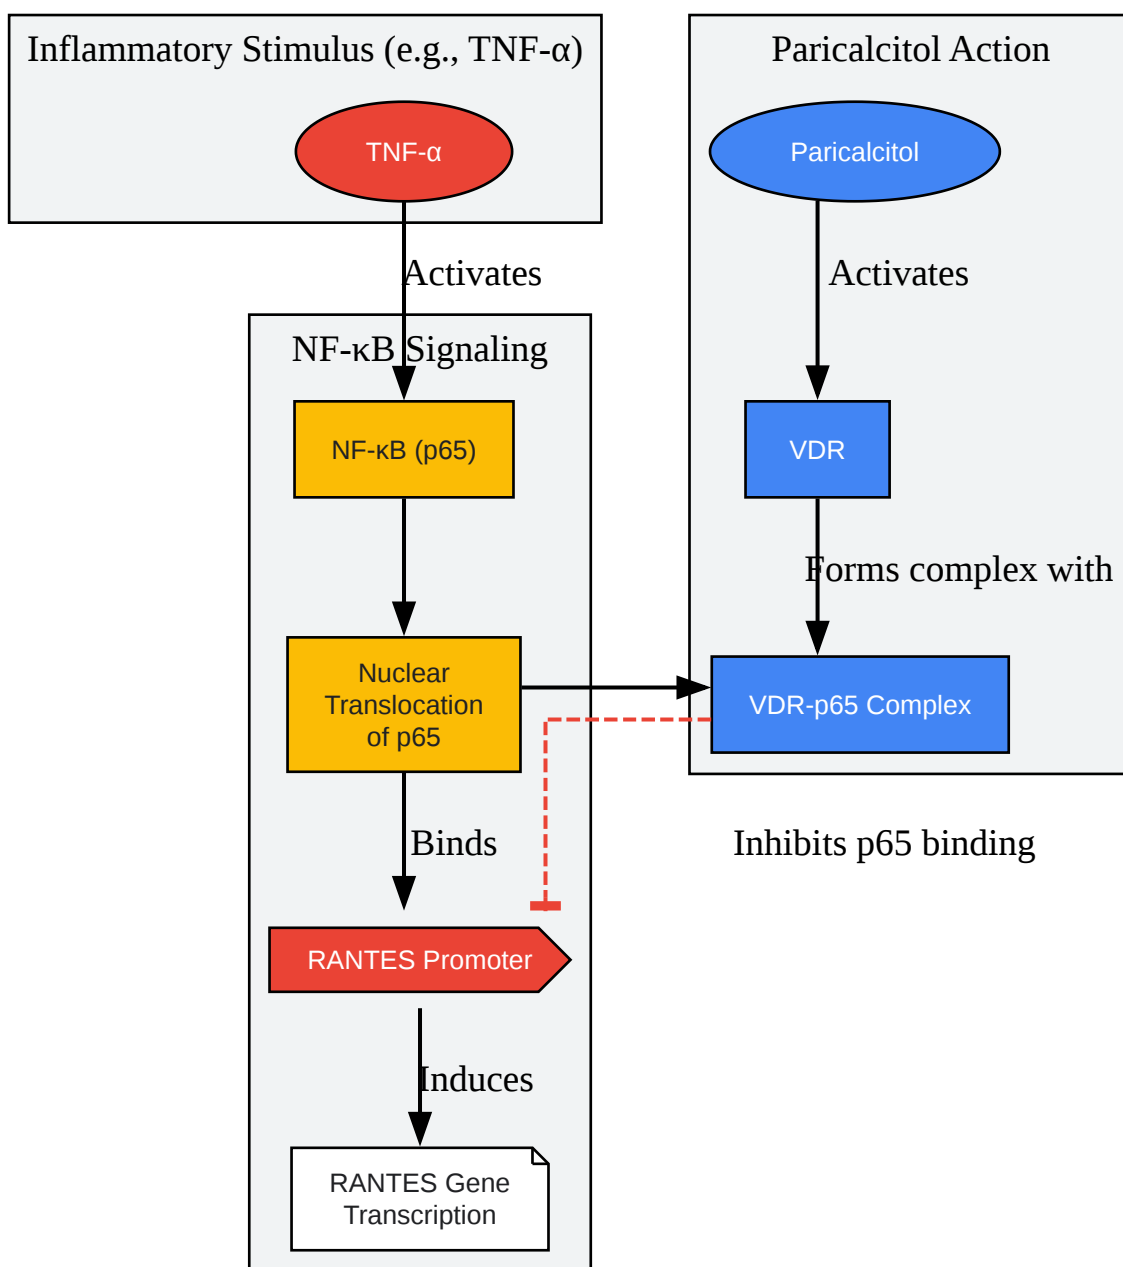 Inflammatory Stimulus (e.g., TNF-α)
Paricalcitol Action
TNF-α
Paricalcitol
Activates
Activates
NF-κB Signaling
NF-κB (p65)
VDR
Forms complex with
Nuclear
Translocation
of p65
VDR-p65 Complex
Binds
Inhibits p65 binding
RANTES Promoter
Induces
RANTES Gene
Transcription